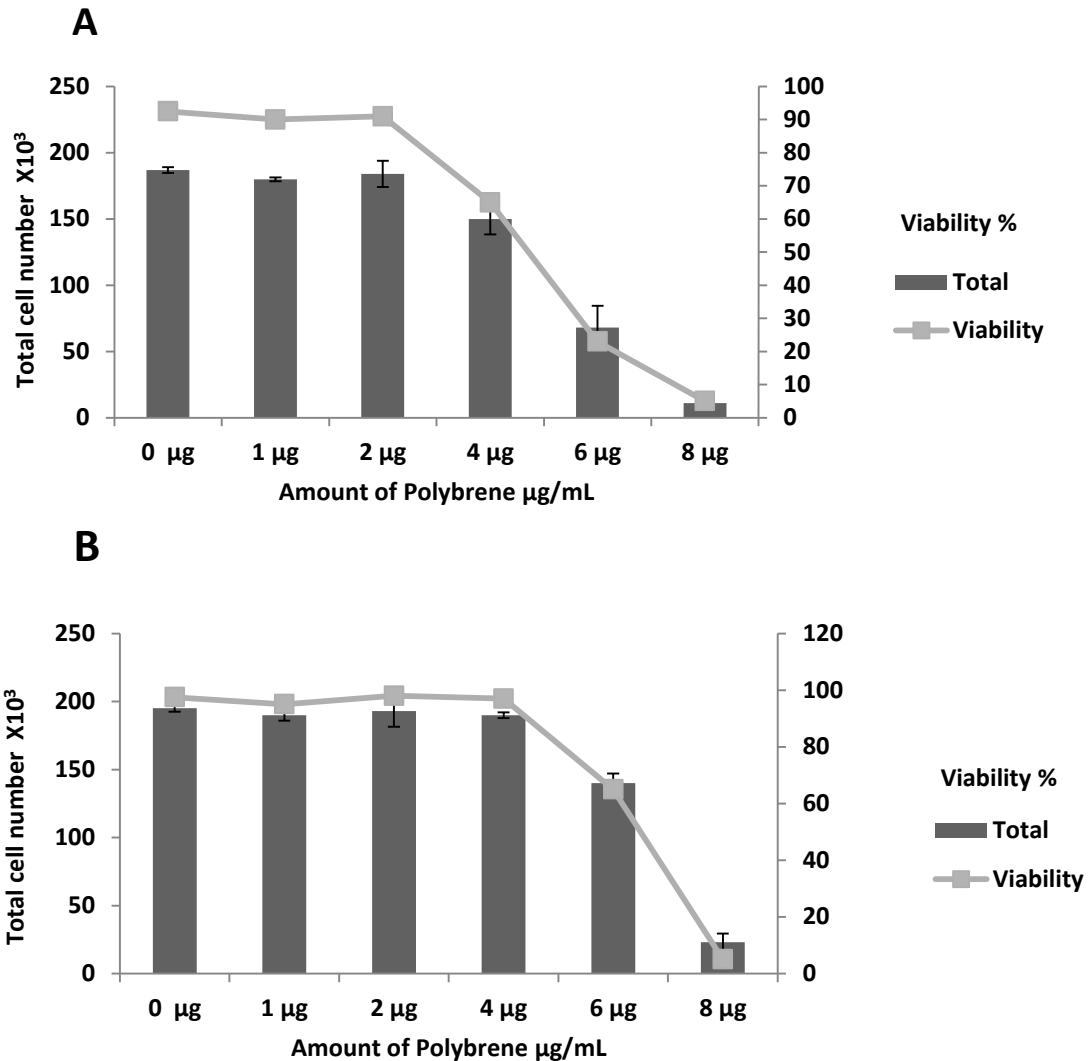 A
250
200
150
100
50
0
Total cell number X10³
100
90
80
70
60
50
40
30
20
10
0
0 µg 1 µg 2 µg 4 µg 6 µg 8 µg
Amount of Polybrene µg/mL
Viability %
Total
Viability
B
250
200
150
100
50
0
Total cell number X10³
120
100
80
60
40
20
0
0 µg 1 µg 2 µg 4 µg 6 µg 8 µg
Amount of Polybrene µg/mL
Viability %
Total
Viability